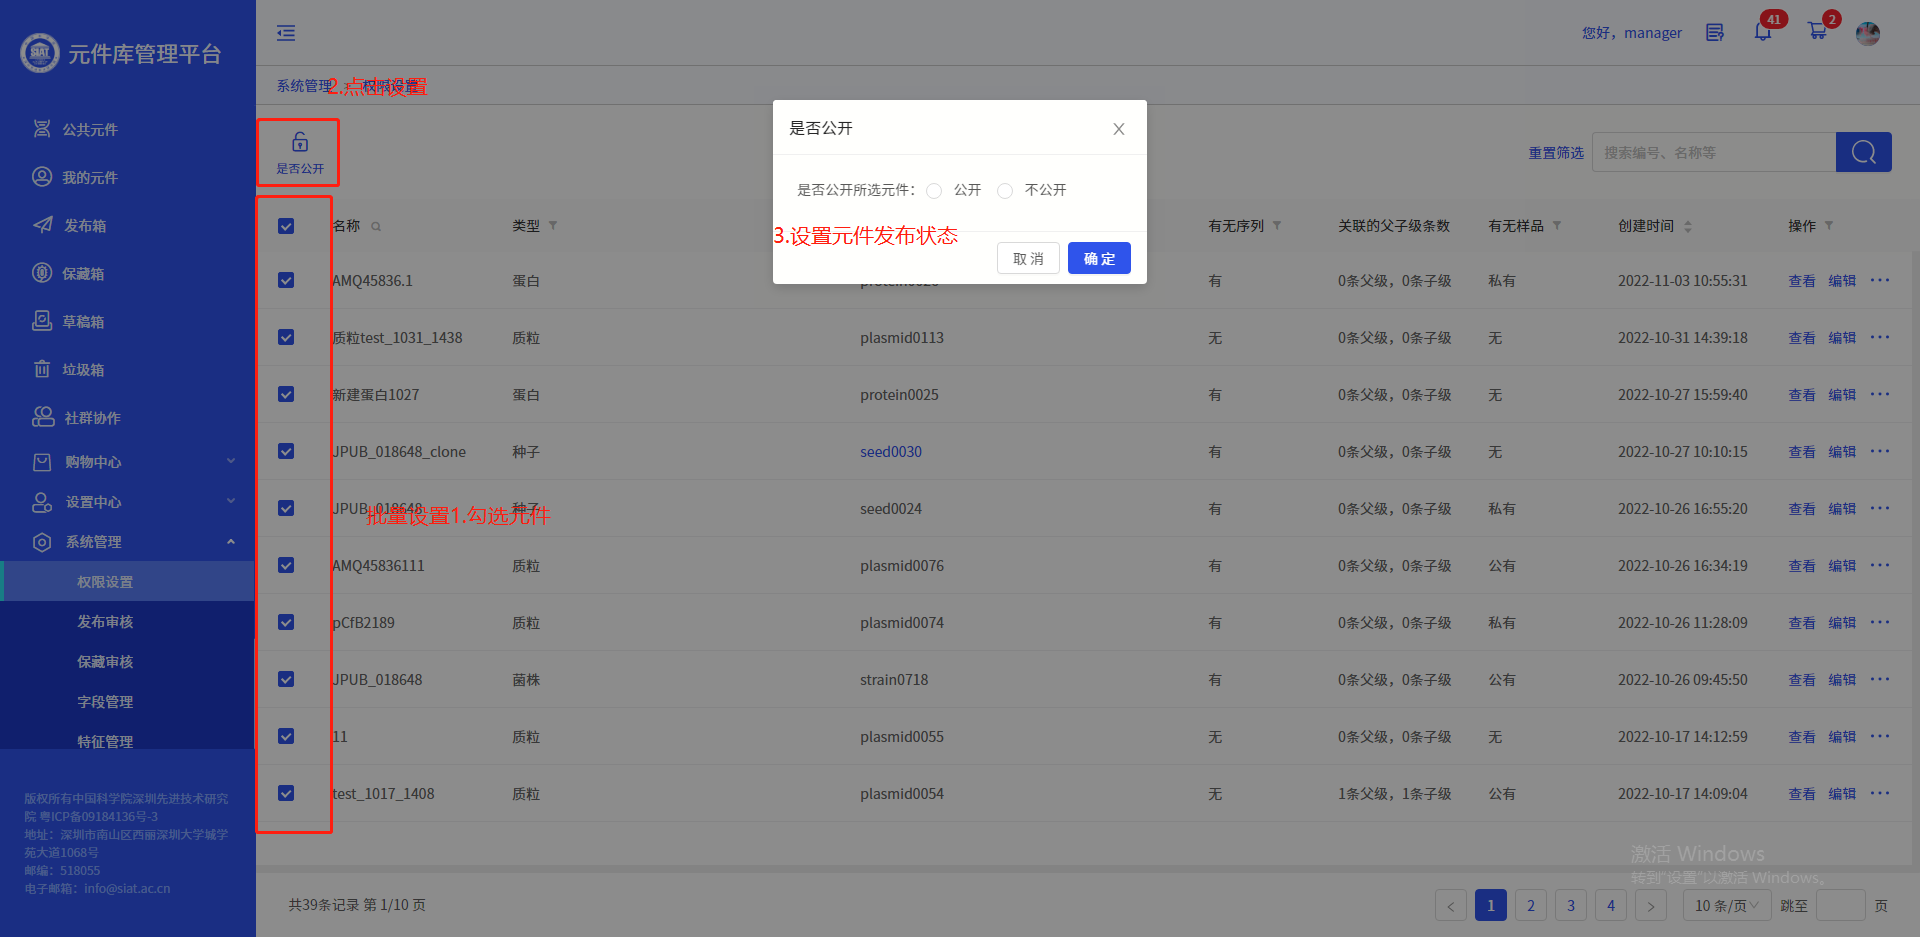 元件库管理平台
您好，manager
41
2
公共元件
我的元件
发布箱
保藏箱
草稿箱
垃圾箱
社群协作
购物中心
设置中心
系统管理
权限设置
发布审核
保藏审核
字段管理
特征管理
版权所有中国科学院深圳先进技术研究
院 粤ICP备09184136号-3
地址：深圳市南山区西丽深圳大学城学
苑大道1068号
邮编：518055
电子邮箱：info@siat.ac.cn
系统管理 权限设置
2.点击设置
是否公开
重置筛选 搜索编号、名称等
是否公开
是否公开所选元件： 公开 不公开
3.设置元件发布状态
取 消 确 定
名称 类型 有无序列 关联的父子级条数 有无样品 创建时间 操作
AMQ45836.1 蛋白 protein0026 有 0条父级，0条子级 私有 2022-11-03 10:55:31 查看 编辑 ···
质粒test_1031_1438 质粒 plasmid0113 无 0条父级，0条子级 无 2022-10-31 14:39:18 查看 编辑 ···
新建蛋白1027 蛋白 protein0025 有 0条父级，0条子级 无 2022-10-27 15:59:40 查看 编辑 ···
JPUB_018648_clone 种子 seed0030 有 0条父级，0条子级 无 2022-10-27 10:10:15 查看 编辑 ···
JPUB_018648 种子 seed0024 有 0条父级，0条子级 私有 2022-10-26 16:55:20 查看 编辑 ···
批量设置1.勾选元件
AMQ45836111 质粒 plasmid0076 有 0条父级，0条子级 公有 2022-10-26 16:34:19 查看 编辑 ···
pCfB2189 质粒 plasmid0074 有 0条父级，0条子级 私有 2022-10-26 11:28:09 查看 编辑 ···
JPUB_018648 菌株 strain0718 有 0条父级，0条子级 公有 2022-10-26 09:45:50 查看 编辑 ···
11 质粒 plasmid0055 无 0条父级，0条子级 无 2022-10-17 14:12:59 查看 编辑 ···
test_1017_1408 质粒 plasmid0054 无 1条父级，1条子级 公有 2022-10-17 14:09:04 查看 编辑 ···
激活 Windows
转到"设置"以激活 Windows。
共39条记录 第 1/10 页
< 1 2 3 4 > 10 条/页 跳至 页